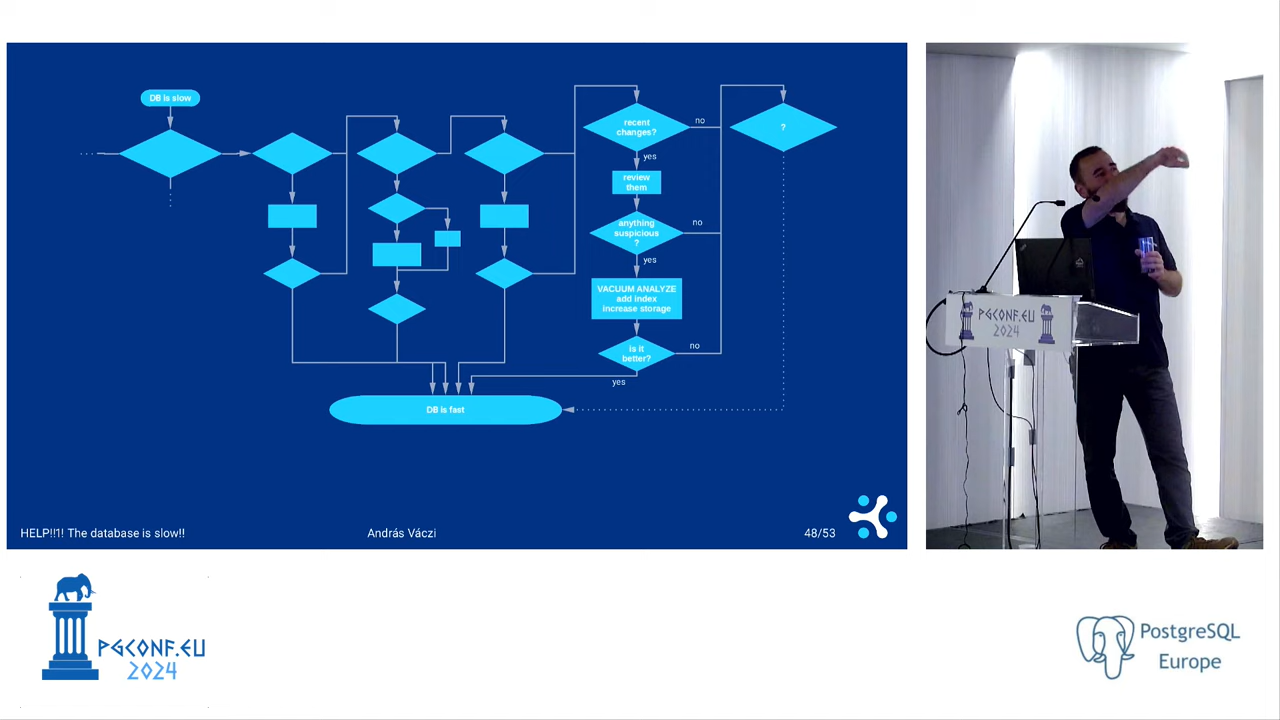 DB is slow
recent
changes?
no
yes
review
them
anything
suspicious
?
no
yes
VACUUM ANALYZE
add index
increase storage
is it
better?
no
yes
?
DB is fast
HELP!!1! The database is slow!!
András Váczi
48/53
PGCONF.EU
2024
PGCONF.EU
2024
PostgreSQL
Europe